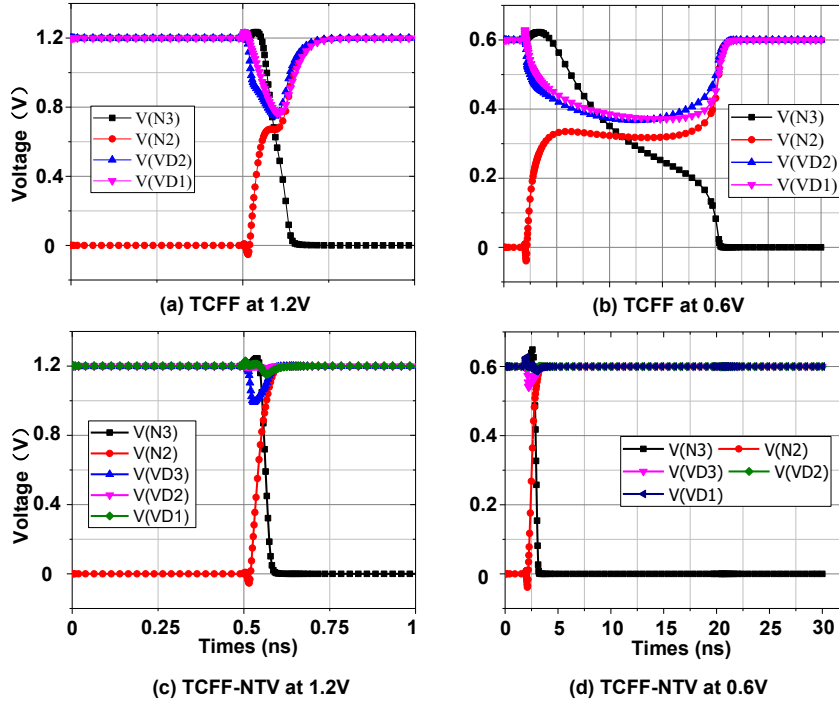 Voltage (V)
1.2
0.8
0.4
0
V(N3)
V(N2)
V(VD2)
V(VD1)
(a) TCFF at 1.2V
0.6
0.4
0.2
0
V(N3)
V(N2)
V(VD2)
V(VD1)
(b) TCFF at 0.6V
Voltage（V）
1.2
0.8
0.4
0
V(N3)
V(N2)
V(VD3)
V(VD2)
V(VD1)
0 0.25 0.5 0.75 1
Times (ns)
(c) TCFF-NTV at 1.2V
0.6
0.4
0.2
0
V(N3) V(N2)
V(VD3) V(VD2)
V(VD1)
0 5 10 15 20 25 30
Times (ns)
(d) TCFF-NTV at 0.6V